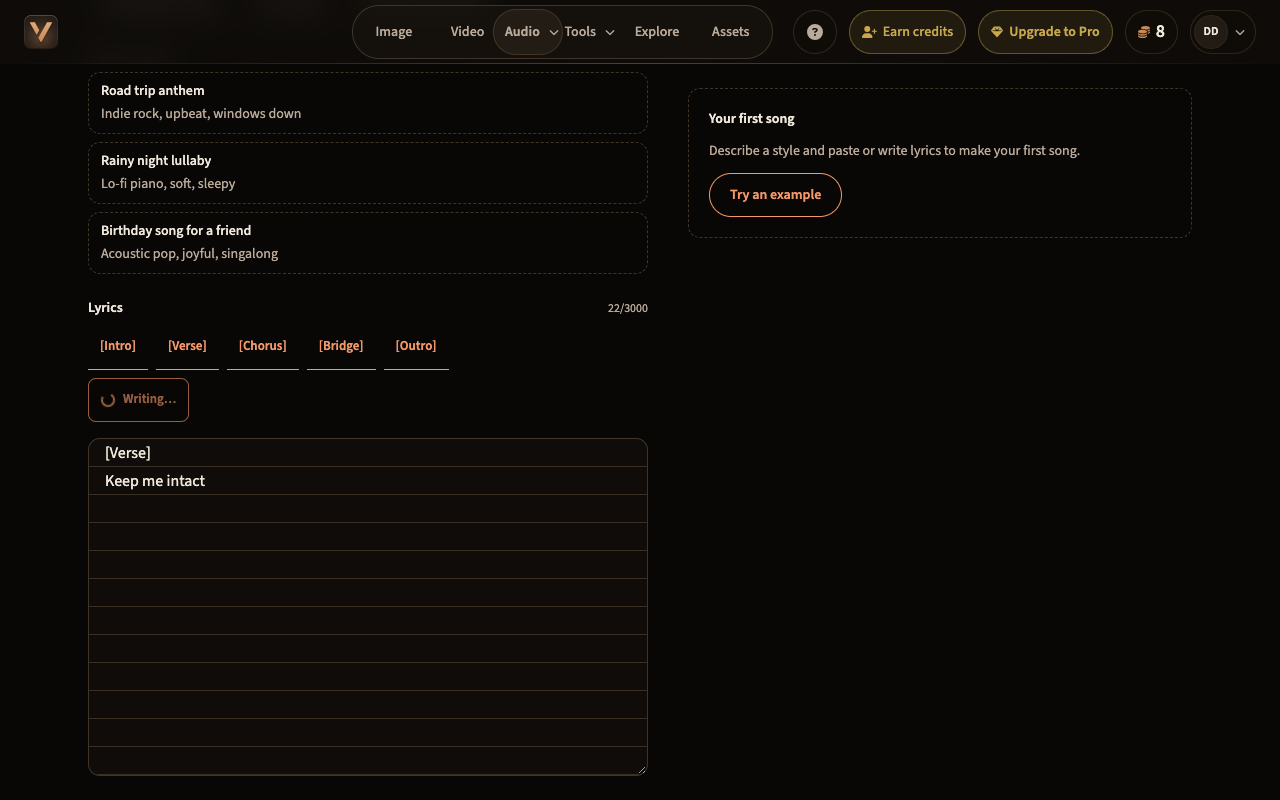 Image Video Audio Tools Explore Assets ? Earn credits Upgrade to Pro 8 DD
Road trip anthem
Indie rock, upbeat, windows down
Rainy night lullaby
Lo-fi piano, soft, sleepy
Birthday song for a friend
Acoustic pop, joyful, singalong
Lyrics 22/3000
[Intro] [Verse] [Chorus] [Bridge] [Outro]
Writing...
[Verse]
Keep me intact
Your first song
Describe a style and paste or write lyrics to make your first song.
Try an example